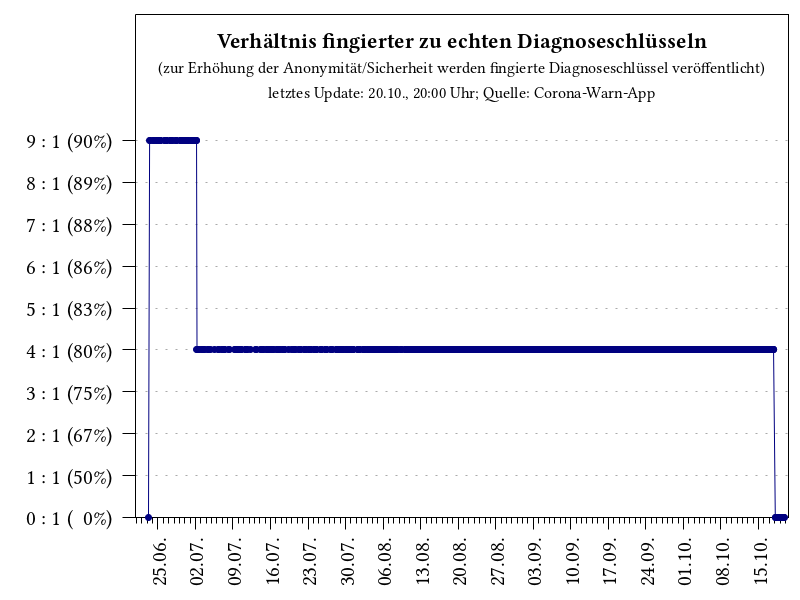 Verhältnis fingierter zu echten Diagnoseschlüsseln
(zur Erhöhung der Anonymität/Sicherheit werden fingierte Diagnoseschlüssel veröffentlicht)
letztes Update: 20.10., 20:00 Uhr; Quelle: Corona-Warn-App
9 : 1 (90%)
8 : 1 (89%)
7 : 1 (88%)
6 : 1 (86%)
5 : 1 (83%)
4 : 1 (80%)
3 : 1 (75%)
2 : 1 (67%)
1 : 1 (50%)
0 : 1 ( 0%)
25.06.
02.07.
09.07.
16.07.
23.07.
30.07.
06.08.
13.08.
20.08.
27.08.
03.09.
10.09.
17.09.
24.09.
01.10.
08.10.
15.10.